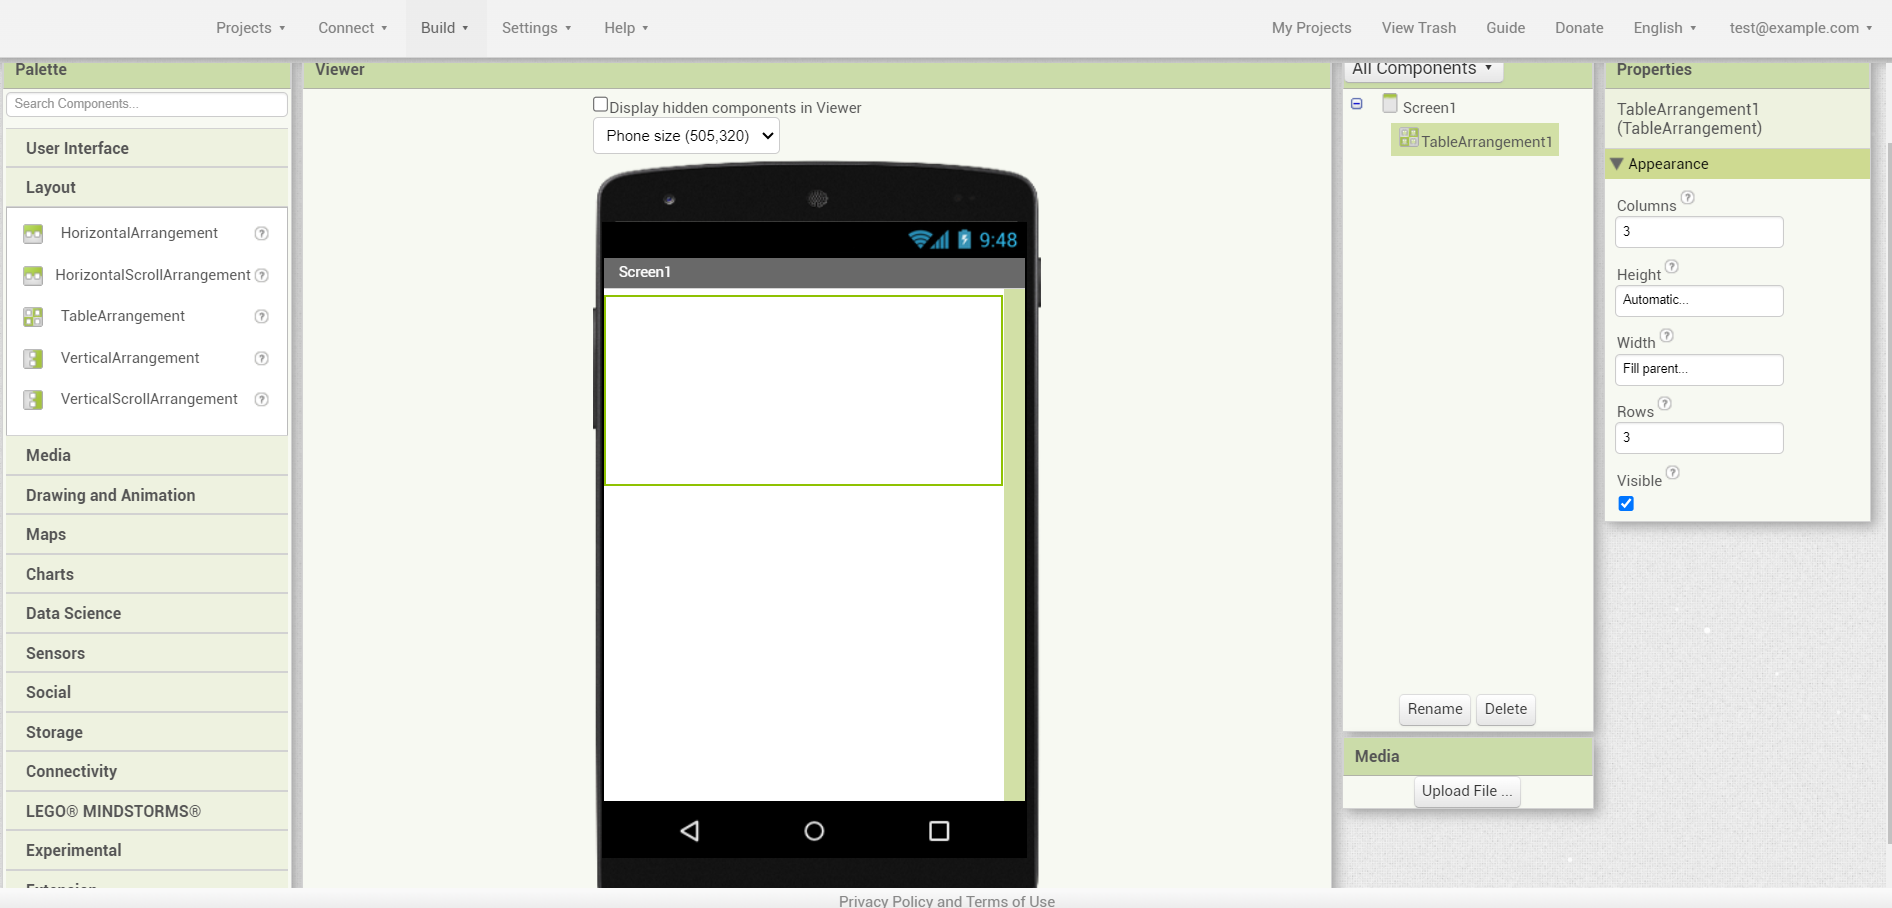 Projects
Connect
Build
Settings
Help
My Projects
View Trash
Guide
Donate
English
test@example.com
Palette
Search Components...
User Interface
Layout
HorizontalArrangement
HorizontalScrollArrangement
TableArrangement
VerticalArrangement
VerticalScrollArrangement
Media
Drawing and Animation
Maps
Charts
Data Science
Sensors
Social
Storage
Connectivity
LEGO® MINDSTORMS®
Experimental
Extension
Viewer
Display hidden components in Viewer
Phone size (505,320)
9:48
Screen1
All Components
Screen1
TableArrangement1
Rename
Delete
Media
Upload File ...
Properties
TableArrangement1
(TableArrangement)
Appearance
Columns
3
Height
Automatic...
Width
Fill parent...
Rows
3
Visible
Privacy Policy and Terms of Use